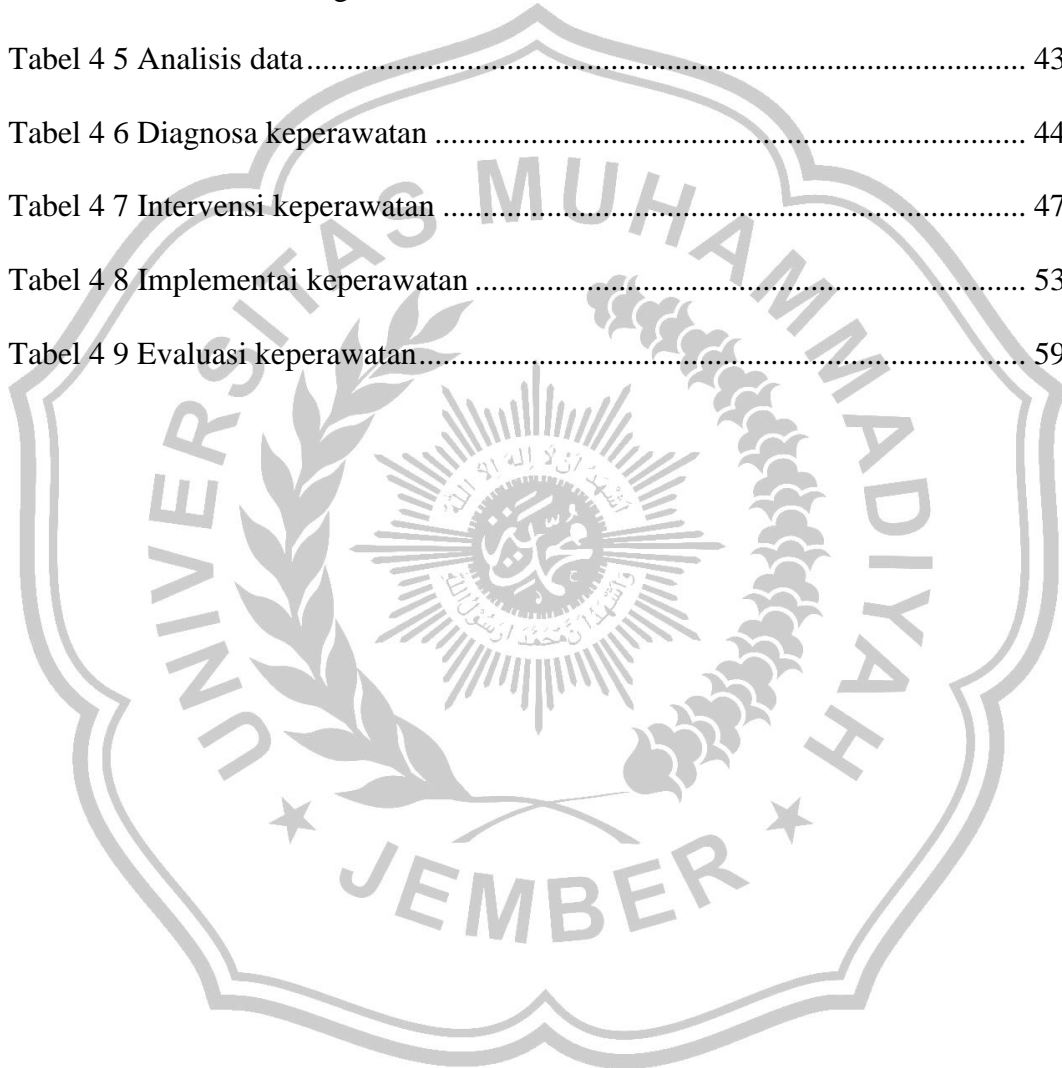 Tabel 4 5 Analisis data........................................................................................ 43
Tabel 4 6 Diagnosa keperawatan ........................................................................ 44
Tabel 4 7 Intervensi keperawatan ....................................................................... 47
Tabel 4 8 Implementai keperawatan ................................................................... 53
Tabel 4 9 Evaluasi keperawatan.......................................................................... 59
UNIVERSITAS MUHAMMADIYAH
JEMBER